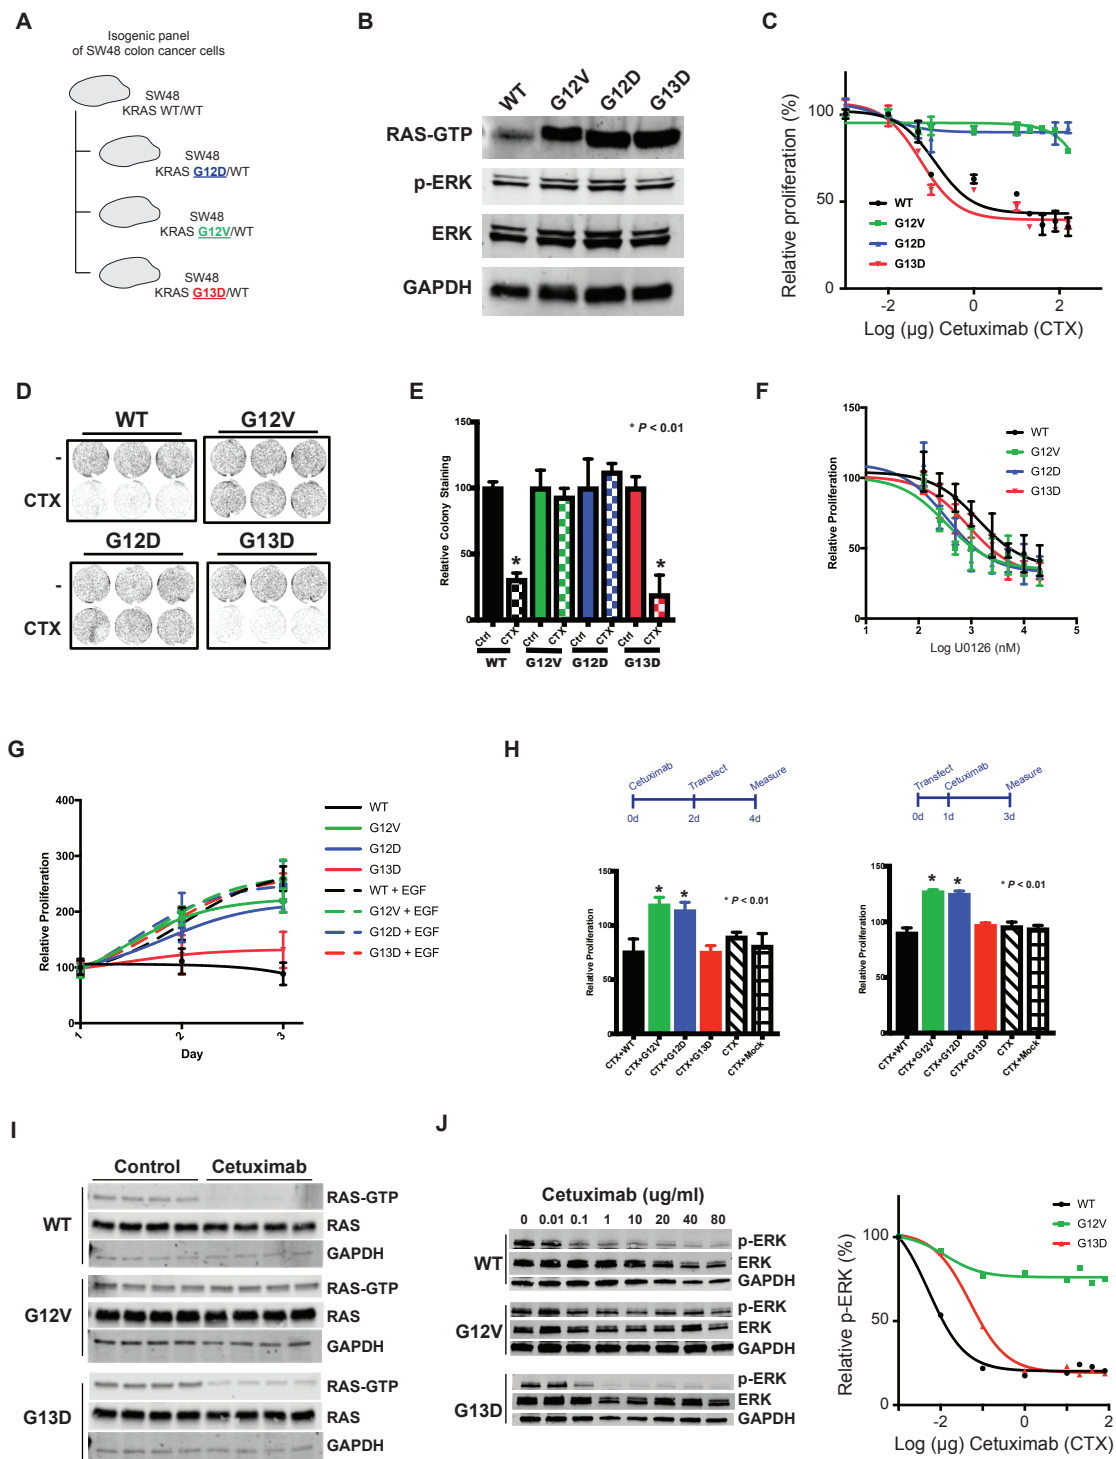 A
Isogenic panel
of SW48 colon cancer cells
SW48
KRAS WT/WT
SW48
KRAS G12D/WT
SW48
KRAS G12V/WT
SW48
KRAS G13D/WT
B
WT
G12V
G12D
G13D
RAS-GTP
p-ERK
ERK
GAPDH
C
Relative proliferation (%)
100
50
0
-2
0
2
WT
G12V
G12D
G13D
Log (µg) Cetuximab (CTX)
D
WT
G12V
-
CTX
G12D
G13D
-
CTX
E
Relative Colony Staining
150
100
50
0
* P < 0.01
*
*
Ctrl
CTX
Ctrl
CTX
Ctrl
CTX
Ctrl
CTX
WT
G12V
G12D
G13D
F
Relative Proliferation
150
100
50
0
1
2
3
4
5
WT
G12V
G12D
G13D
Log U0126 (nM)
G
Relative Proliferation
400
300
200
100
0
1
2
3
Day
WT
G12V
G12D
G13D
WT + EGF
G12V + EGF
G12D + EGF
G13D + EGF
H
Cetuximab
Transfect
Measure
0d
2d
4d
Relative Proliferation
150
100
50
0
* P < 0.01
*
*
CTX+WT
CTX+G12V
CTX+G12D
CTX+G13D
CTX
CTX+Mock
Transfect
Cetuximab
Measure
0d
1d
3d
Relative Proliferation
150
100
50
0
* P < 0.01
*
*
CTX+WT
CTX+G12V
CTX+G12D
CTX+G13D
CTX
CTX+Mock
I
Control
Cetuximab
WT
RAS-GTP
RAS
GAPDH
G12V
RAS-GTP
RAS
GAPDH
G13D
RAS-GTP
RAS
GAPDH
J
Cetuximab (ug/ml)
0 0.01 0.1 1 10 20 40 80
WT
p-ERK
ERK
GAPDH
G12V
p-ERK
ERK
GAPDH
G13D
p-ERK
ERK
GAPDH
Relative p-ERK (%)
100
50
0
-2
0
2
WT
G12V
G13D
Log (µg) Cetuximab (CTX)